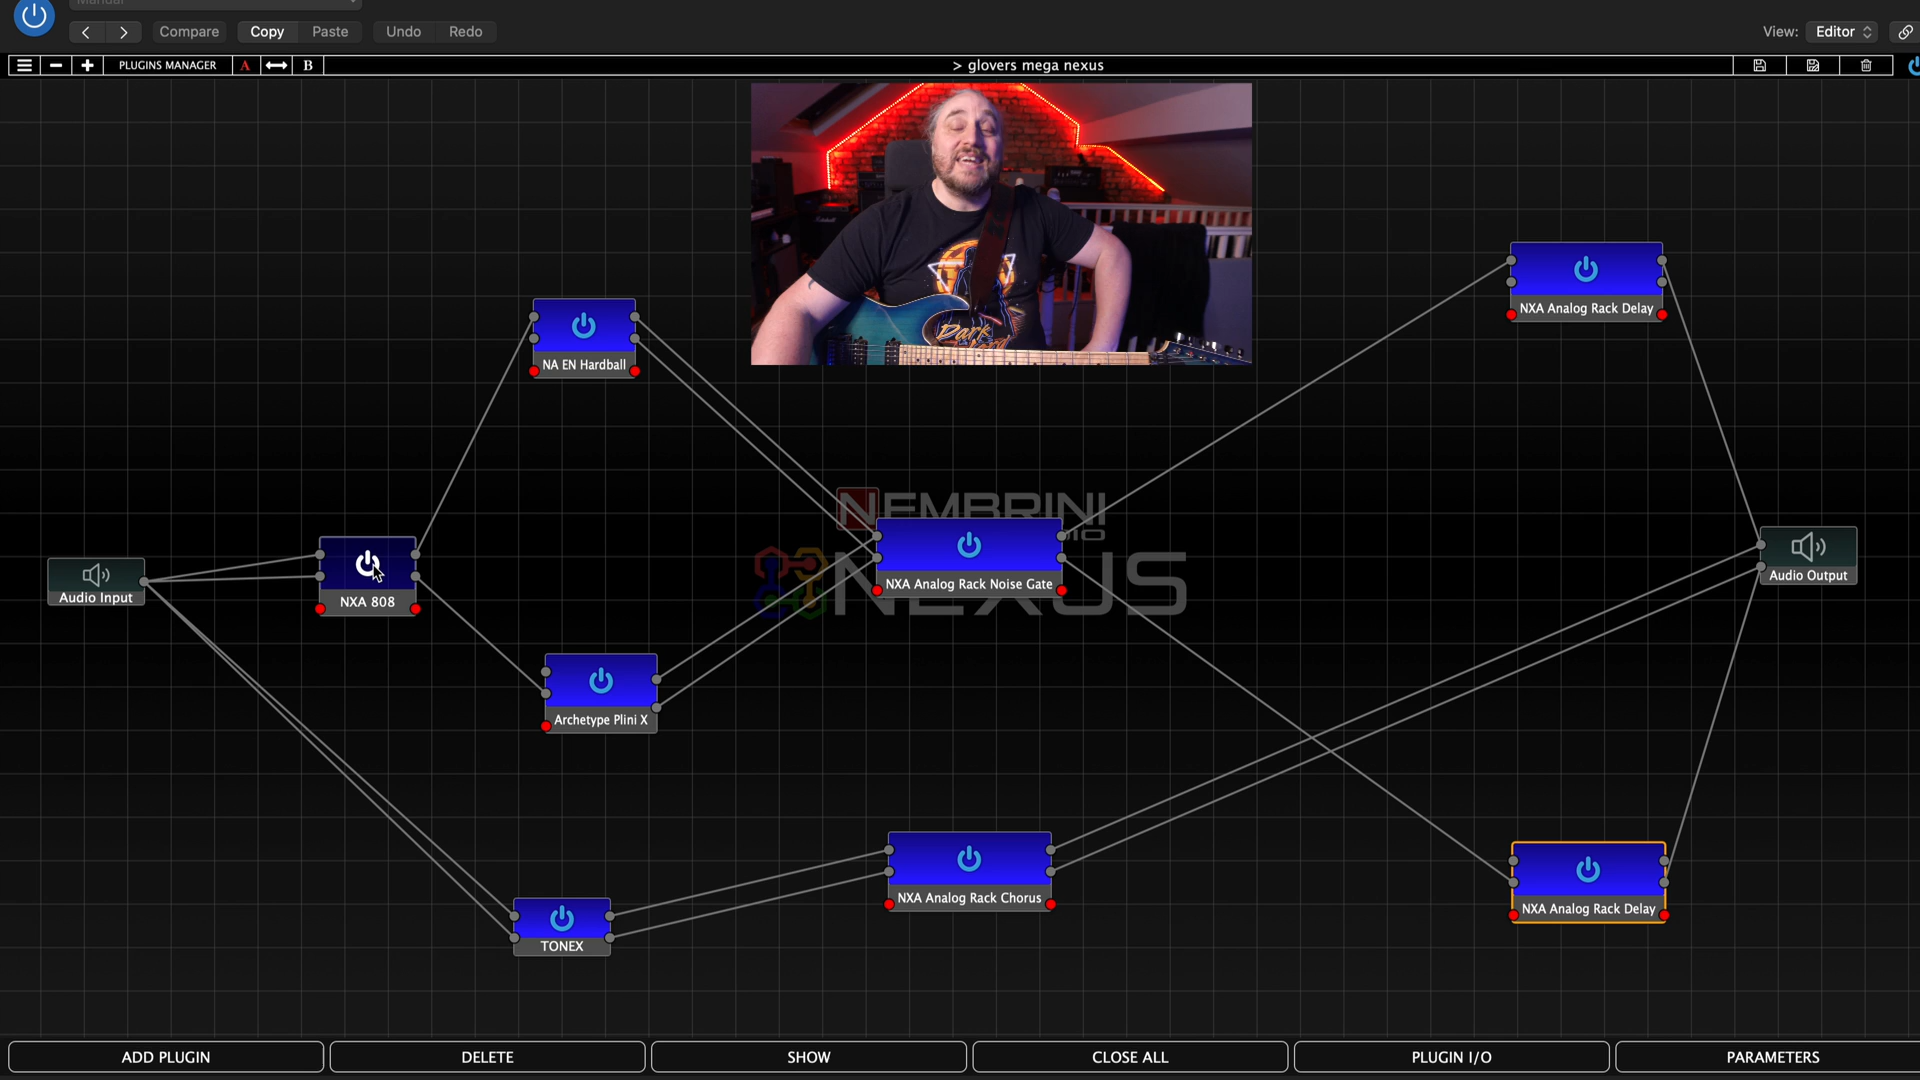 Manual
Compare
Copy
Paste
Undo
Redo
View:
Editor
PLUGINS MANAGER
A
B
> glovers mega nexus
Dark
NA EN Hardball
NXA Analog Rack Delay
NEMBRINI
NXA Analog Rack Noise Gate
NEXUS
Audio Input
NXA 808
Audio Output
Archetype Plini X
NXA Analog Rack Chorus
NXA Analog Rack Delay
TONEX
ADD PLUGIN
DELETE
SHOW
CLOSE ALL
PLUGIN I/O
PARAMETERS